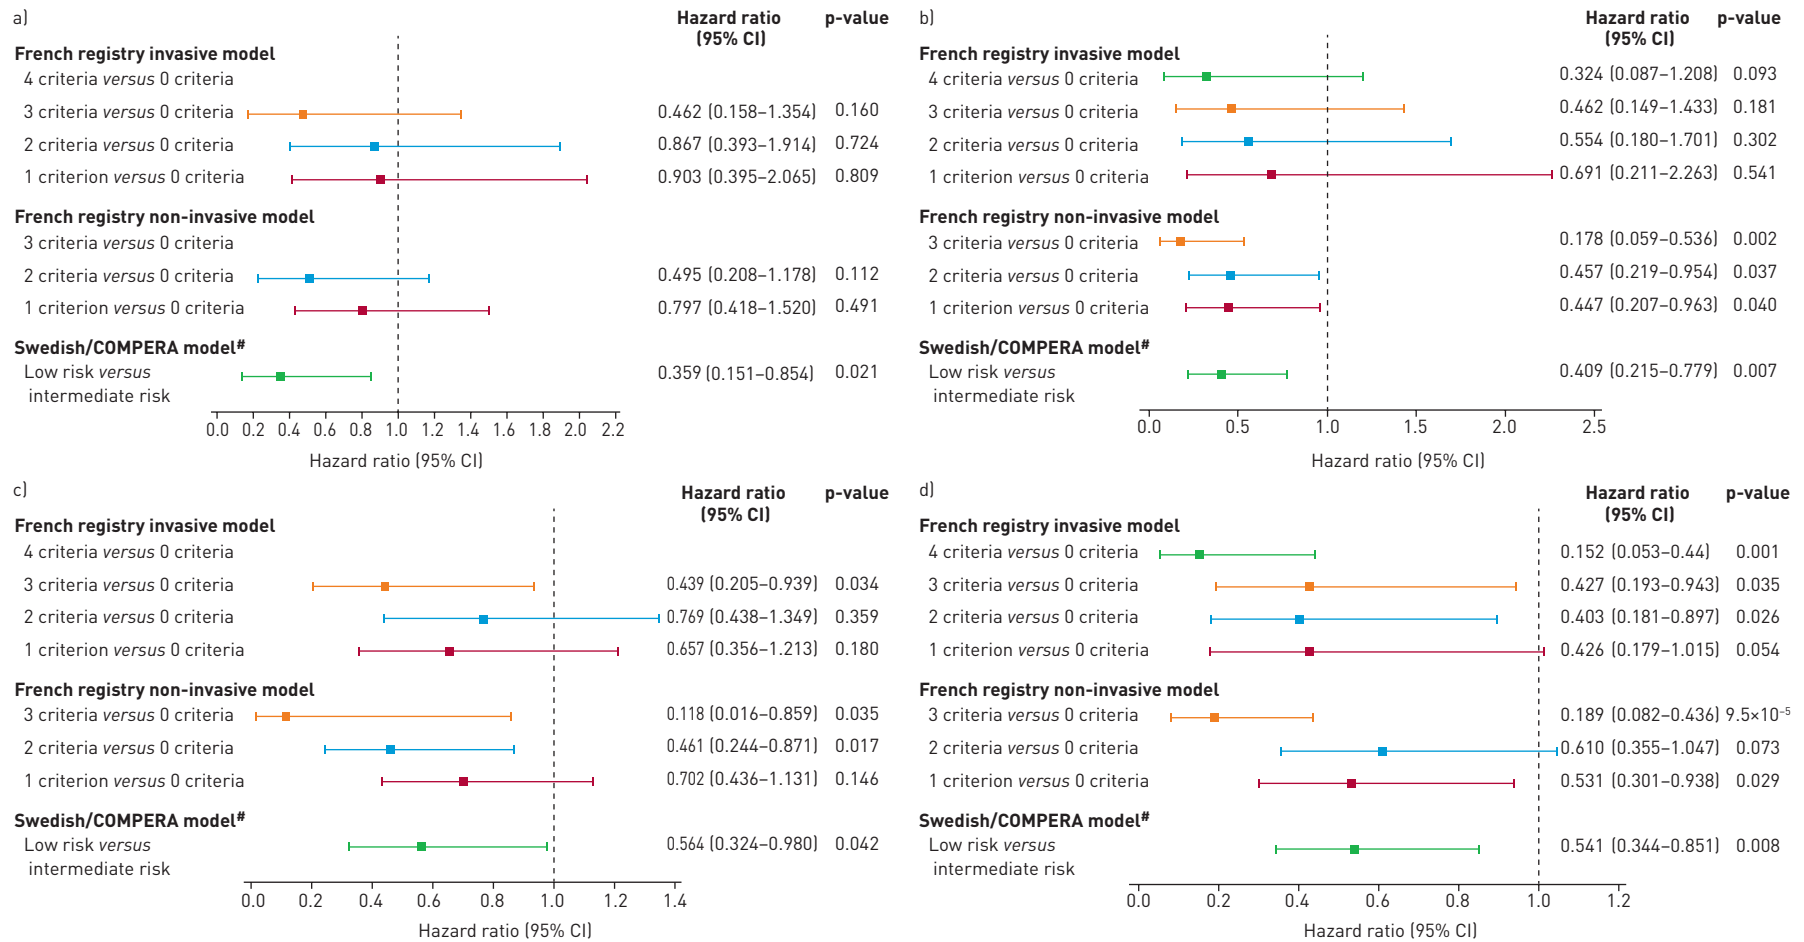 a)
Hazard ratio (95% CI) p-value
French registry invasive model
4 criteria versus 0 criteria
3 criteria versus 0 criteria 0.462 (0.158–1.354) 0.160
2 criteria versus 0 criteria 0.867 (0.393–1.914) 0.724
1 criterion versus 0 criteria 0.903 (0.395–2.065) 0.809
French registry non-invasive model
3 criteria versus 0 criteria
2 criteria versus 0 criteria 0.495 (0.208–1.178) 0.112
1 criterion versus 0 criteria 0.797 (0.418–1.520) 0.491
Swedish/COMPERA model#
Low risk versus 0.359 (0.151–0.854) 0.021
intermediate risk
0.0 0.2 0.4 0.6 0.8 1.0 1.2 1.4 1.6 1.8 2.0 2.2
Hazard ratio (95% CI)
b)
Hazard ratio (95% CI) p-value
French registry invasive model
4 criteria versus 0 criteria 0.324 (0.087–1.208) 0.093
3 criteria versus 0 criteria 0.462 (0.149–1.433) 0.181
2 criteria versus 0 criteria 0.554 (0.180–1.701) 0.302
1 criterion versus 0 criteria 0.691 (0.211–2.263) 0.541
French registry non-invasive model
3 criteria versus 0 criteria 0.178 (0.059–0.536) 0.002
2 criteria versus 0 criteria 0.457 (0.219–0.954) 0.037
1 criterion versus 0 criteria 0.447 (0.207–0.963) 0.040
Swedish/COMPERA model#
Low risk versus 0.409 (0.215–0.779) 0.007
intermediate risk
0.0 0.5 1.0 1.5 2.0 2.5
Hazard ratio (95% CI)
c)
Hazard ratio (95% CI) p-value
French registry invasive model
4 criteria versus 0 criteria
3 criteria versus 0 criteria 0.439 (0.205–0.939) 0.034
2 criteria versus 0 criteria 0.769 (0.438–1.349) 0.359
1 criterion versus 0 criteria 0.657 (0.356–1.213) 0.180
French registry non-invasive model
3 criteria versus 0 criteria 0.118 (0.016–0.859) 0.035
2 criteria versus 0 criteria 0.461 (0.244–0.871) 0.017
1 criterion versus 0 criteria 0.702 (0.436–1.131) 0.146
Swedish/COMPERA model#
Low risk versus 0.564 (0.324–0.980) 0.042
intermediate risk
0.0 0.2 0.4 0.6 0.8 1.0 1.2 1.4
Hazard ratio (95% CI)
d)
Hazard ratio (95% CI) p-value
French registry invasive model
4 criteria versus 0 criteria 0.152 (0.053–0.44) 0.001
3 criteria versus 0 criteria 0.427 (0.193–0.943) 0.035
2 criteria versus 0 criteria 0.403 (0.181–0.897) 0.026
1 criterion versus 0 criteria 0.426 (0.179–1.015) 0.054
French registry non-invasive model
3 criteria versus 0 criteria 0.189 (0.082–0.436) 9.5×10⁻⁵
2 criteria versus 0 criteria 0.610 (0.355–1.047) 0.073
1 criterion versus 0 criteria 0.531 (0.301–0.938) 0.029
Swedish/COMPERA model#
Low risk versus 0.541 (0.344–0.851) 0.008
intermediate risk
0.0 0.2 0.4 0.6 0.8 1.0 1.2
Hazard ratio (95% CI)